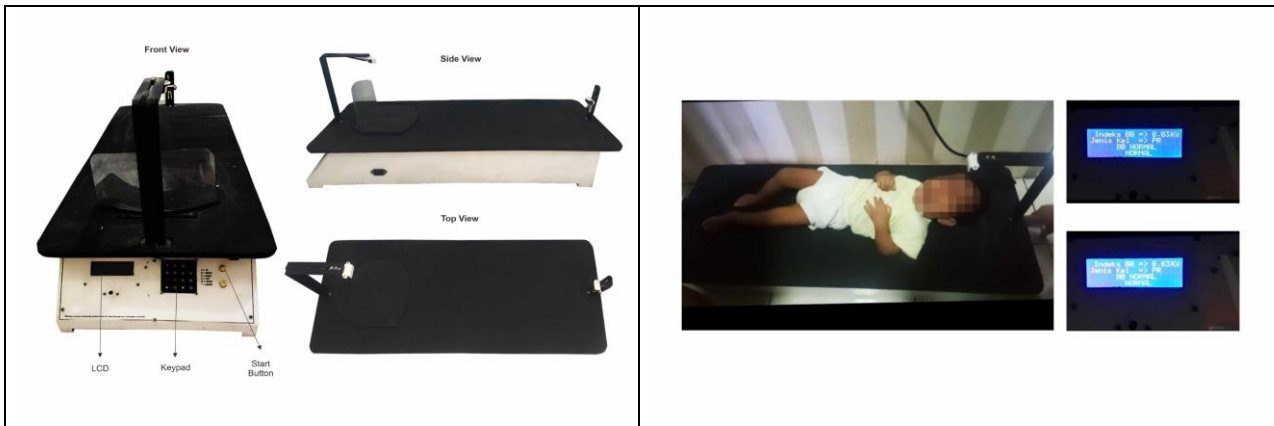 Front View
Side View
Top View
LCD
Keypad
Start
Button
Indeks BB => 6.83Kg
Jenis Kel => PR
BB NORMAL
NORMAL
Indeks BB => 6.83Kg
Jenis Kel => PR
BB NORMAL
NORMAL